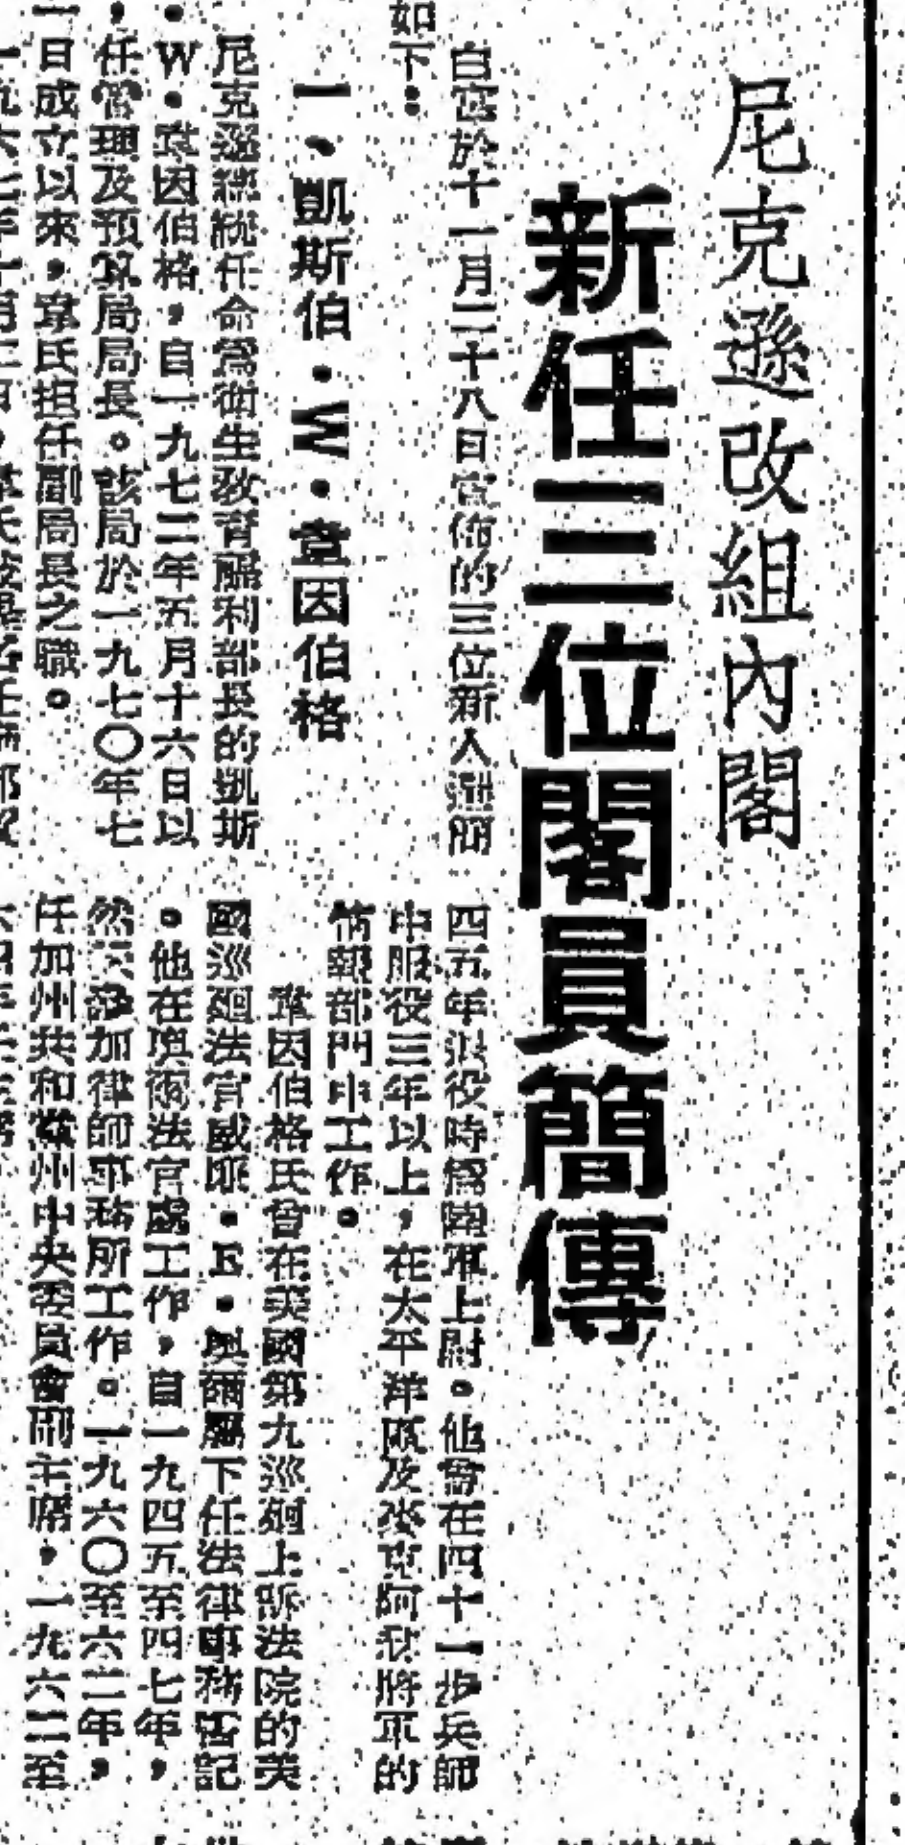 尼克遜改組內閣
新任三位閣員簡傳
白宮於十一月二十八日宣佈的三位新人選簡
如下：
一・凱斯伯・W・韋因伯格
尼克遜總統任命為衛生教育福利部長的凱斯
・W・韋因伯格，自一九七二年五月十六日以
，任管理及預算局局長。該局於一九七〇年七
一日成立以來，韋氏担任副局長之職。
四五年退役時為陸軍上尉。他曾在四十一步兵師
中服役三年以上，在太平洋區及麥克阿瑟將軍的
情報部門中工作。
韋因伯格氏曾在美國第九巡廻上訴法院的美
國巡廻法官威廉・E・奧爾屬下任法律事務書記
。他在奧爾法官處工作，自一九四五至四七年，
然後參加律師事務所工作。一九六〇至六二年，
任加州共和黨州中央委員會副主席，一九六二至